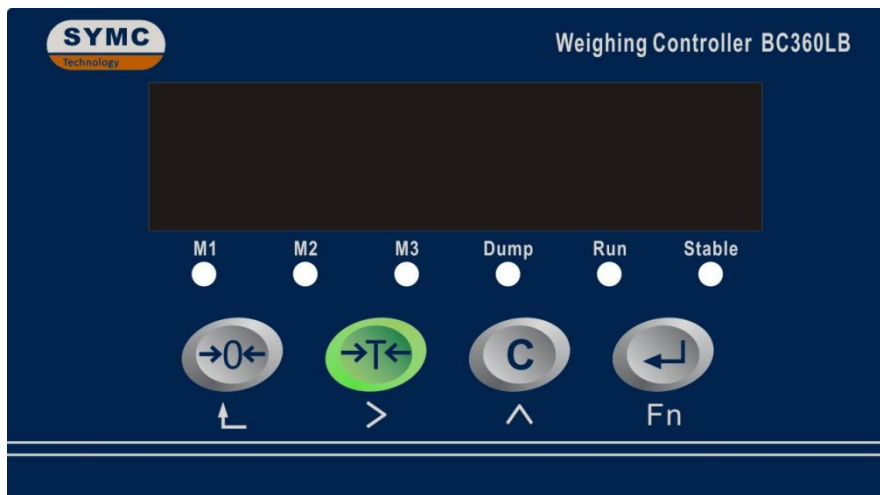 SYMC
Technology
Weighing Controller BC360LB
M1 M2 M3 Dump Run Stable
→0← →T← C ↵
Fn